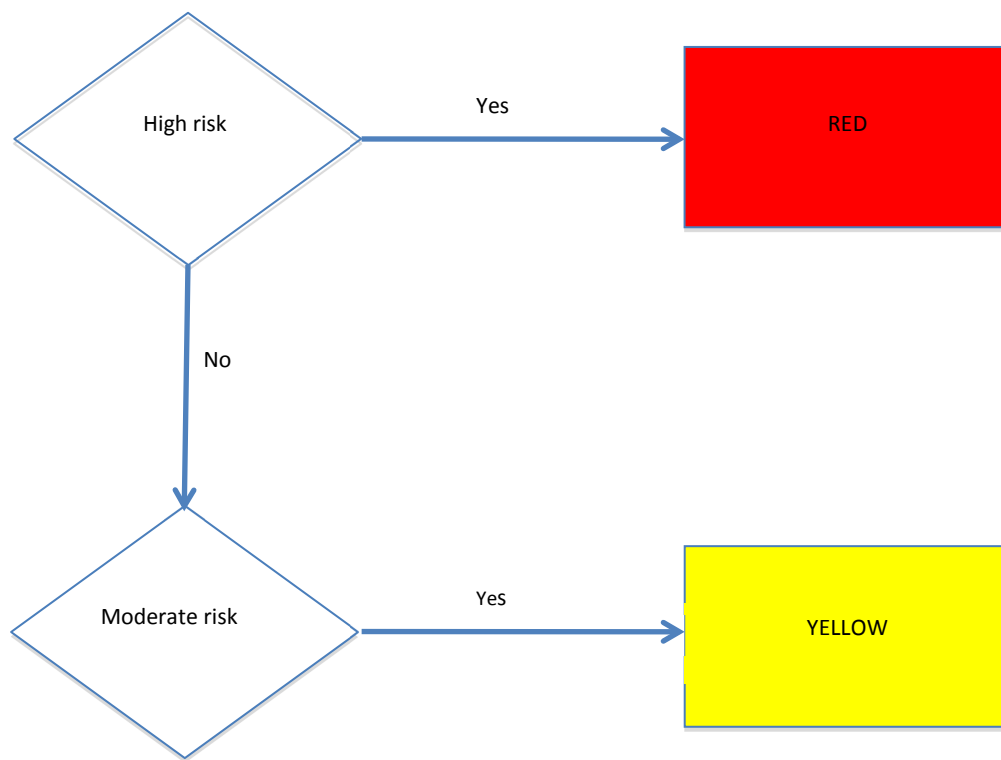 High risk
Yes
RED
No
Moderate risk
Yes
YELLOW